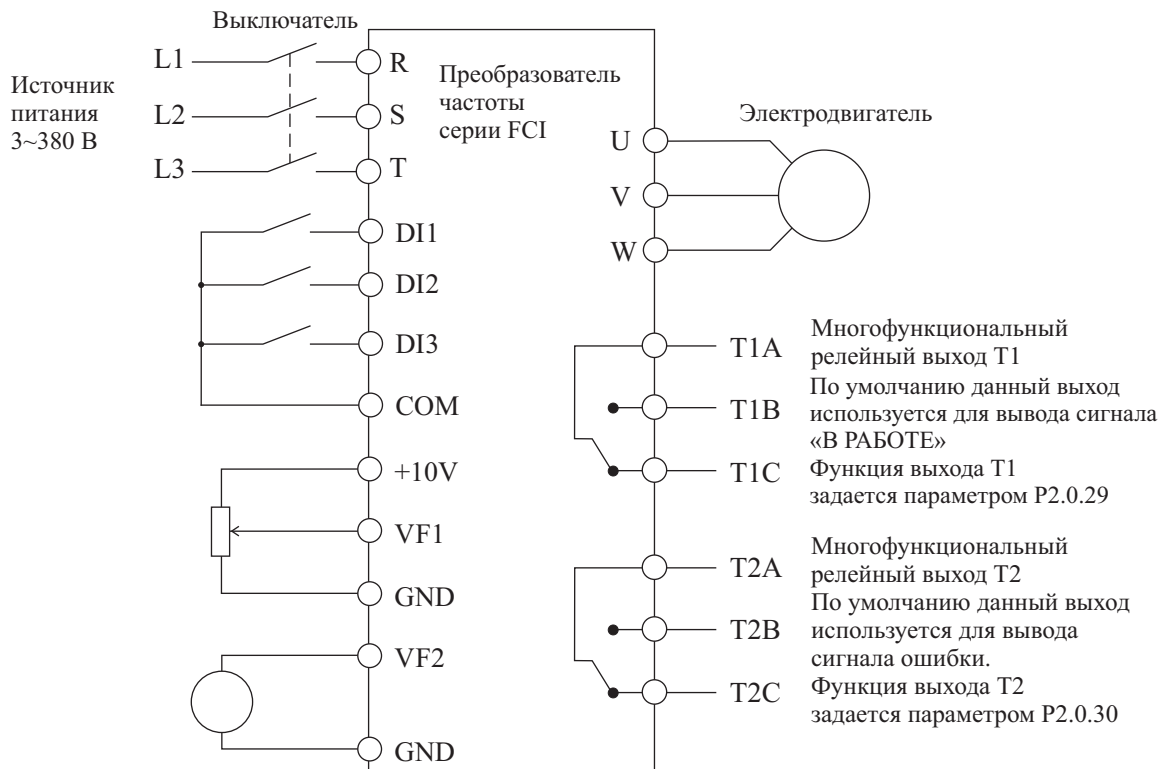 Выключатель
L1
R
Источник
питания
3~380 В
L2
S
L3
T
Преобразователь
частоты
серии FCI
Электродвигатель
U
V
W
DI1
DI2
DI3
COM
+10V
VF1
GND
VF2
GND
T1A
T1B
T1C
Многофункциональный
релейный выход T1
По умолчанию данный выход
используется для вывода сигнала
«В РАБОТЕ»
Функция выхода T1
задается параметром P2.0.29
T2A
T2B
T2C
Многофункциональный
релейный выход T2
По умолчанию данный выход
используется для вывода
сигнала ошибки.
Функция выхода T2
задается параметром P2.0.30